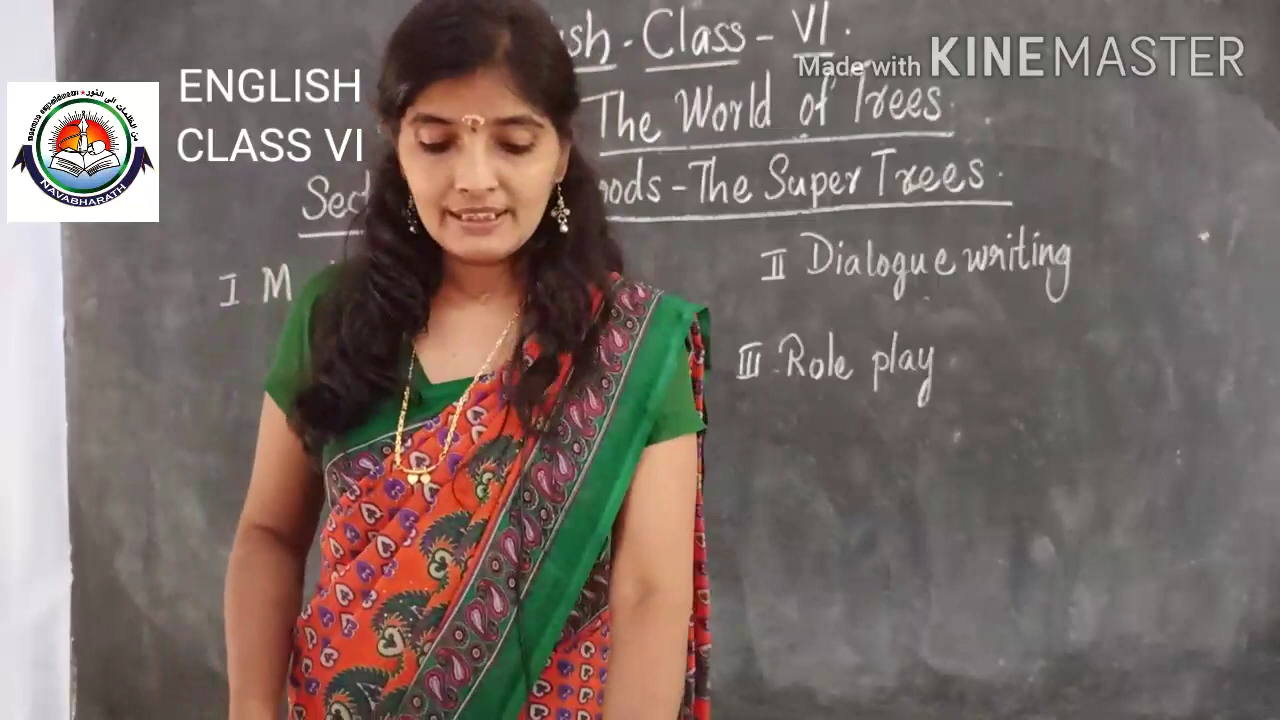 ENGLISH
CLASS VI
NAVABHARATH
Made with KINEMASTER
ish - Class - VI.
The World of Trees.
Sect
oods - The Super Trees.
I M
II Dialogue writing
III Role play